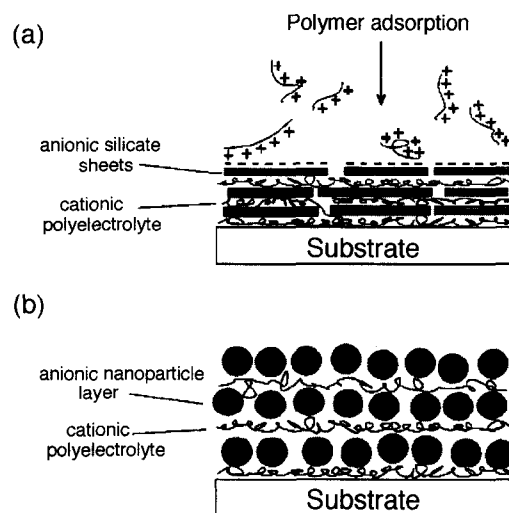 (a)
Polymer adsorption
anionic silicate
sheets
cationic
polyelectrolyte
Substrate
(b)
anionic nanoparticle
layer
cationic
polyelectrolyte
Substrate